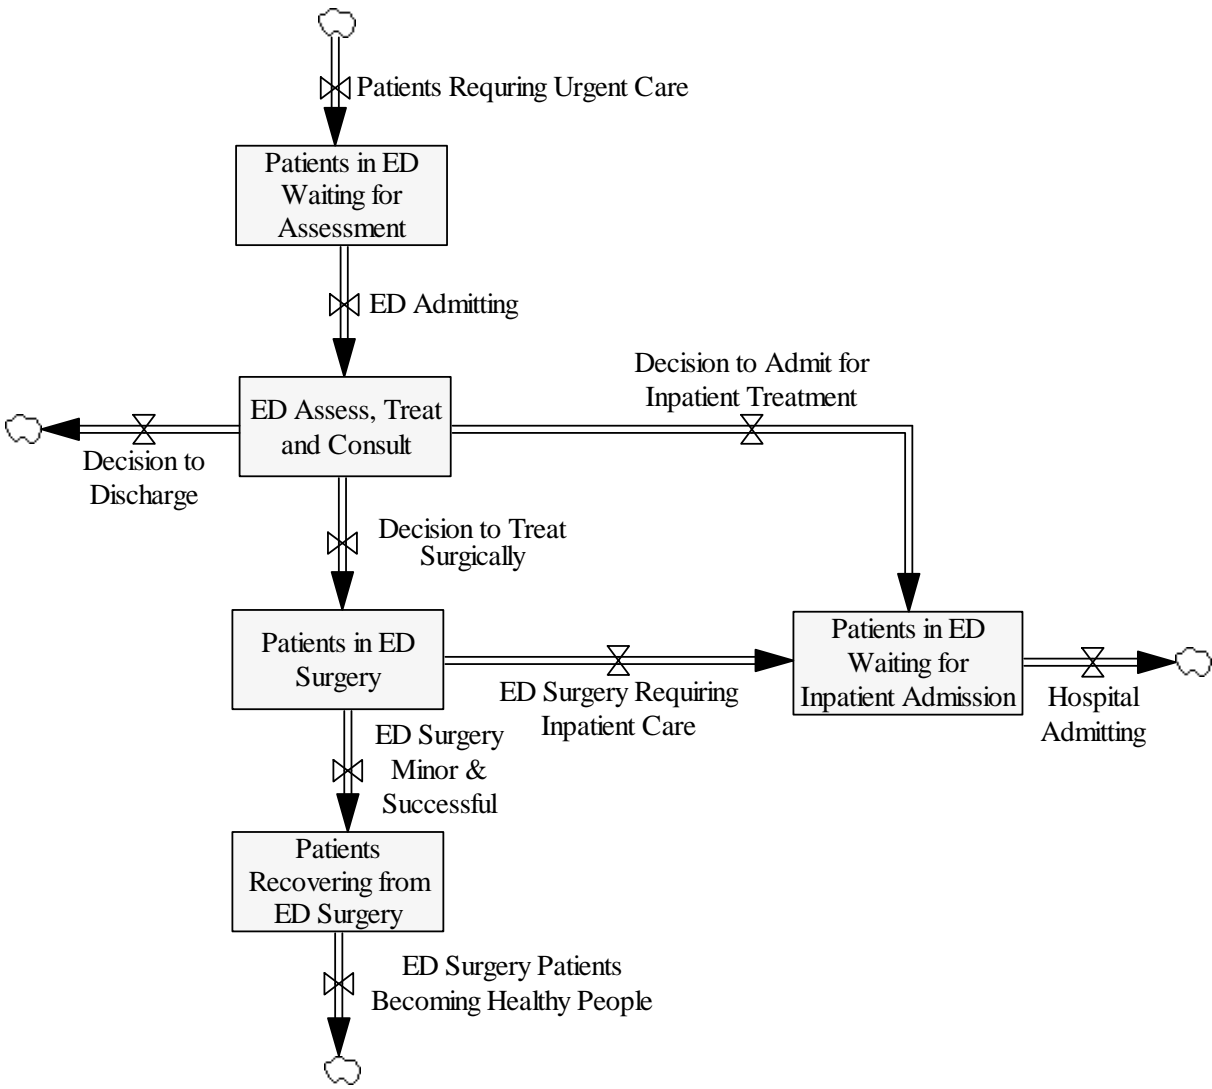 Patients Requring Urgent Care
Patients in ED
Waiting for
Assessment
ED Admitting
Decision to Admit for
Inpatient Treatment
ED Assess, Treat
and Consult
Decision to
Discharge
Decision to Treat
Surgically
Patients in ED
Surgery
Patients in ED
Waiting for
Inpatient Admission
ED Surgery Requiring
Inpatient Care
Hospital
Admitting
ED Surgery
Minor &
Successful
Patients
Recovering from
ED Surgery
ED Surgery Patients
Becoming Healthy People